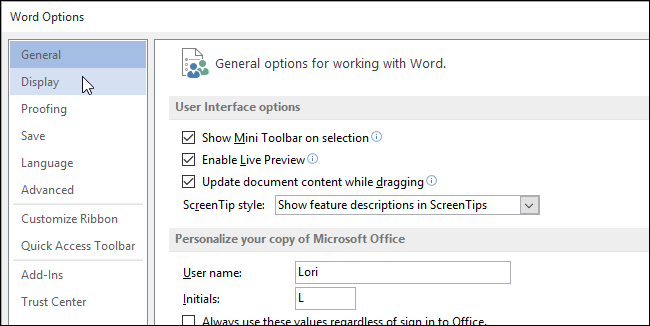 Word Options
General
Display
Proofing
Save
Language
Advanced
Customize Ribbon
Quick Access Toolbar
Add-Ins
Trust Center
General options for working with Word.
User Interface options
Show Mini Toolbar on selection
Enable Live Preview
Update document content while dragging
ScreenTip style: Show feature descriptions in ScreenTips
Personalize your copy of Microsoft Office
User name: Lori
Initials: L
Always use these values regardless of sign in to Office.